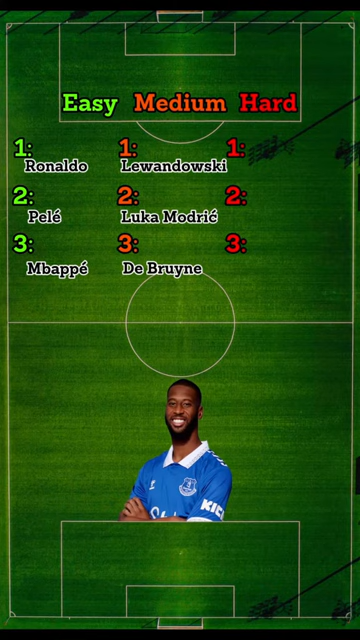 Easy Medium Hard
1: 1: 1:
Ronaldo Lewandowski
2: 2: 2:
Pelé Luka Modrić
3: 3: 3:
Mbappé De Bruyne
KICK